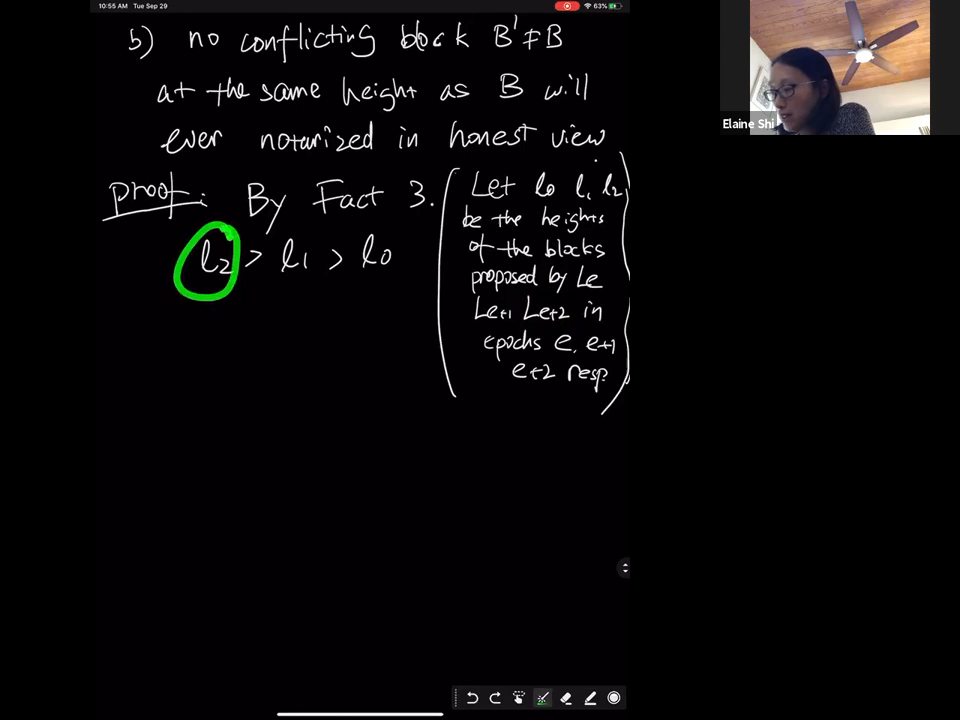 10:55 AM Tue Sep 29
63%
b) no conflicting block B' ≠ B
at the same height as B will
ever notarized in honest view
Proof: By Fact 3.
l2 > l1 > l0
Let l0 l1 l2
be the heights
of the blocks
proposed by Le
Le+1 Le+2 in
epochs e, e+1
e+2 resp
Elaine Shi